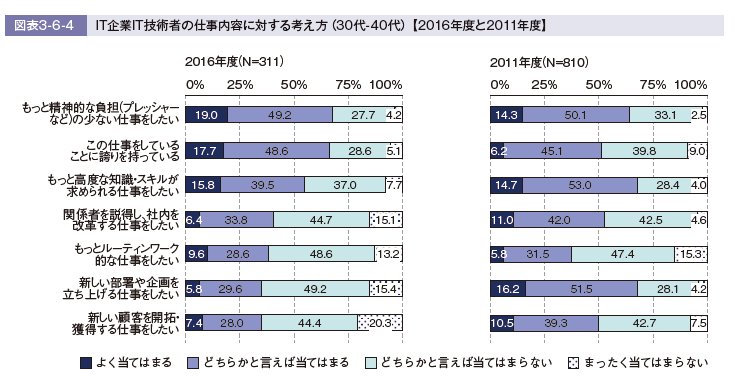 図表3-6-4 IT企業IT技術者の仕事内容に対する考え方(30代-40代)【2016年度と2011年度】
2016年度(N=311) 2011年度(N=810)
0% 25% 50% 75% 100% 0% 25% 50% 75% 100%
もっと精神的な負担(プレッシャー
など)の少ない仕事をしたい 19.0 49.2 27.7 4.2 14.3 50.1 33.1 2.5
この仕事をしている
ことに誇りを持っている 17.7 48.6 28.6 5.1 6.2 45.1 39.8 9.0
もっと高度な知識・スキルが
求められる仕事をしたい 15.8 39.5 37.0 7.7 14.7 53.0 28.4 4.0
関係者を説得し、社内を
改革する仕事をしたい 6.4 33.8 44.7 15.1 11.0 42.0 42.5 4.6
もっとルーティンワーク
的な仕事をしたい 9.6 28.6 48.6 13.2 5.8 31.5 47.4 15.3
新しい部署や企画を
立ち上げる仕事をしたい 5.8 29.6 49.2 15.4 16.2 51.5 28.1 4.2
新しい顧客を開拓・
獲得する仕事をしたい 7.4 28.0 44.4 20.3 10.5 39.3 42.7 7.5
よく当てはまる どちらかと言えば当てはまる どちらかと言えば当てはまらない まったく当てはまらない